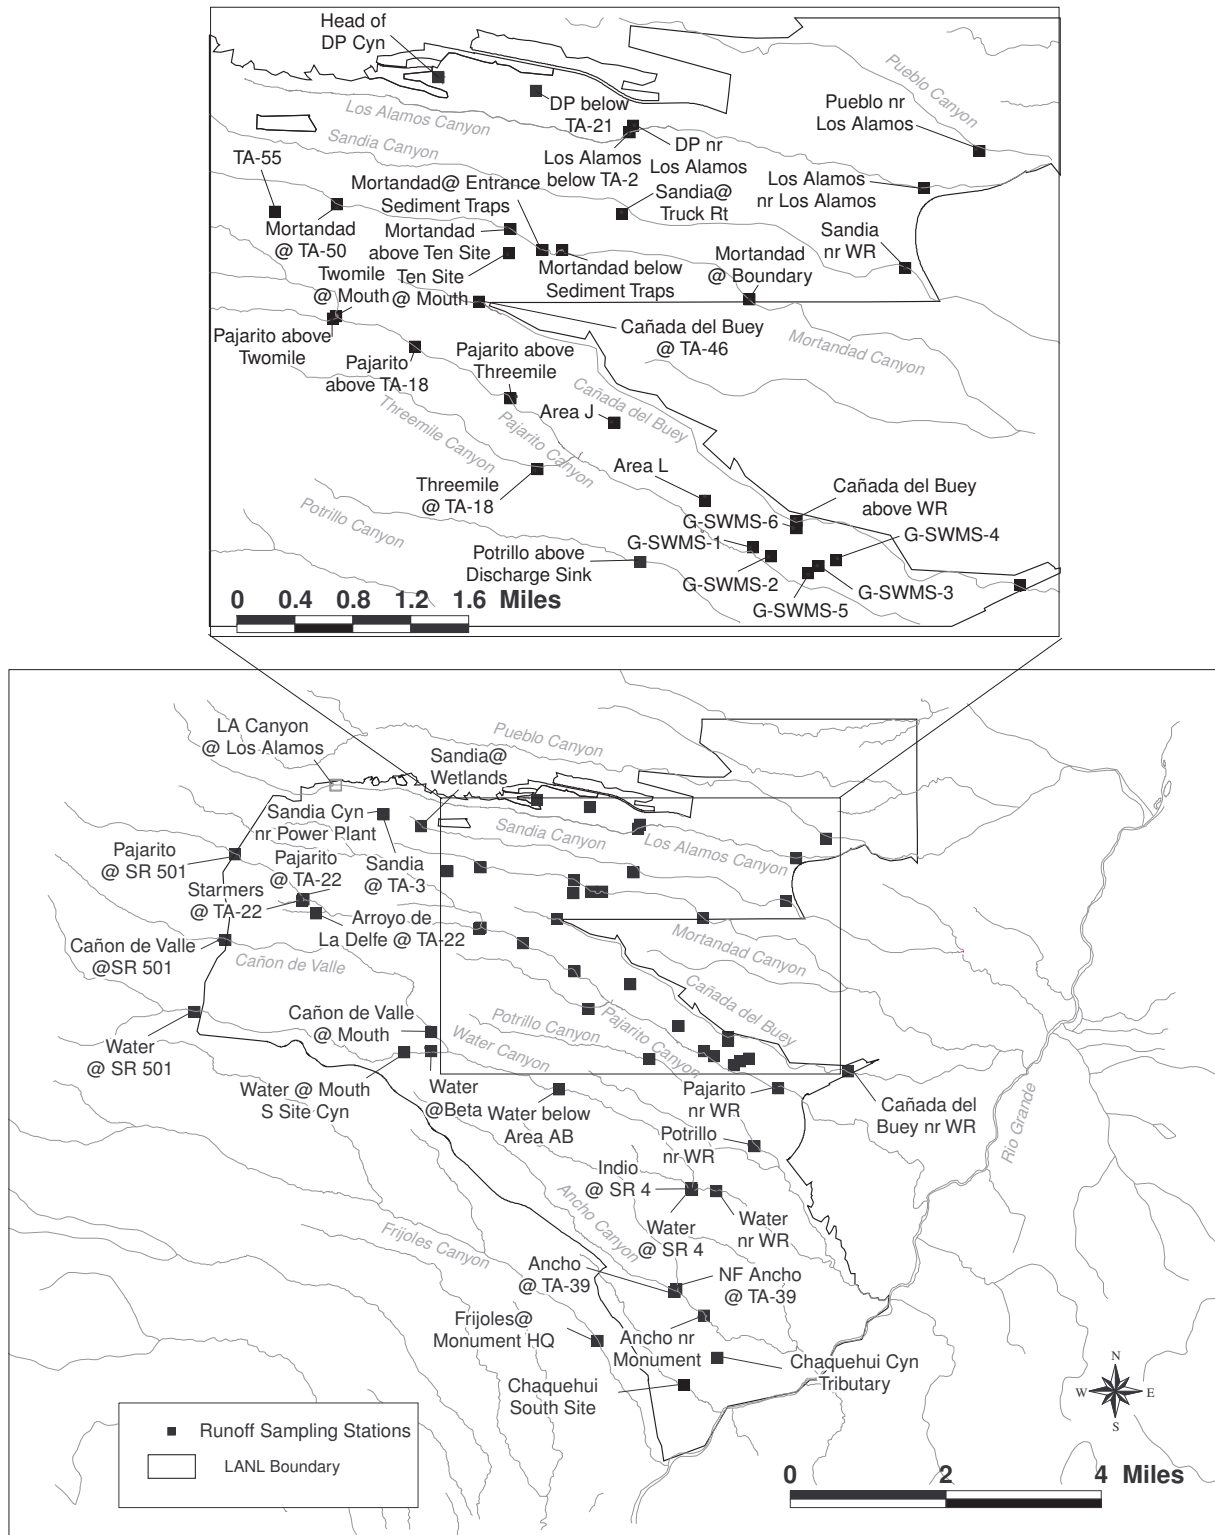 Head of
DP Cyn
Pueblo Canyon
DP below
TA-21
Pueblo nr
Los Alamos
Los Alamos Canyon
Sandia Canyon
DP nr
Los Alamos
Los Alamos
below TA-2
TA-55
Mortandad@ Entrance
Sediment Traps
Sandia@
Truck Rt
Los Alamos
nr Los Alamos
Mortandad
@ TA-50
Mortandad
above Ten Site
Sandia
nr WR
Twomile
@ Mouth
Ten Site
@ Mouth
Mortandad below
Sediment Traps
Mortandad
@ Boundary
Pajarito above
Twomile
Cañada del Buey
@ TA-46
Mortandad Canyon
Pajarito
above TA-18
Pajarito above
Threemile
Cañada del Buey
Area J
Threemile Canyon
Pajarito Canyon
Area L
Threemile
@ TA-18
Cañada del Buey
above WR
Potrillo Canyon
G-SWMS-6
G-SWMS-4
G-SWMS-1
Potrillo above
Discharge Sink
G-SWMS-2
G-SWMS-3
G-SWMS-5
0 0.4 0.8 1.2 1.6 Miles
LA Canyon
@ Los Alamos
Pueblo Canyon
Sandia@
Wetlands
Sandia Cyn
nr Power Plant
Sandia Canyon
Los Alamos Canyon
Pajarito
@ SR 501
Pajarito
@ TA-22
Sandia
@ TA-3
Starmers
@ TA-22
Arroyo de
La Delfe @ TA-22
Mortandad Canyon
Cañon de Valle
@SR 501
Cañon de Valle
Cañada del Buey
Cañon de Valle
@ Mouth
Potrillo Canyon
Pajarito Canyon
Water Canyon
Water
@ SR 501
Water @ Mouth
S Site Cyn
Water
@Beta
Water below
Area AB
Pajarito
nr WR
Cañada del
Buey nr WR
Potrillo
nr WR
Rio Grande
Indio
@ SR 4
Ancho Canyon
Water
@ SR 4
Water
nr WR
Frijoles Canyon
Ancho
@ TA-39
NF Ancho
@ TA-39
Frijoles@
Monument HQ
Ancho nr
Monument
Chaquehui Cyn
Tributary
Chaquehui
South Site
N
W E
S
Runoff Sampling Stations
LANL Boundary
0 2 4 Miles